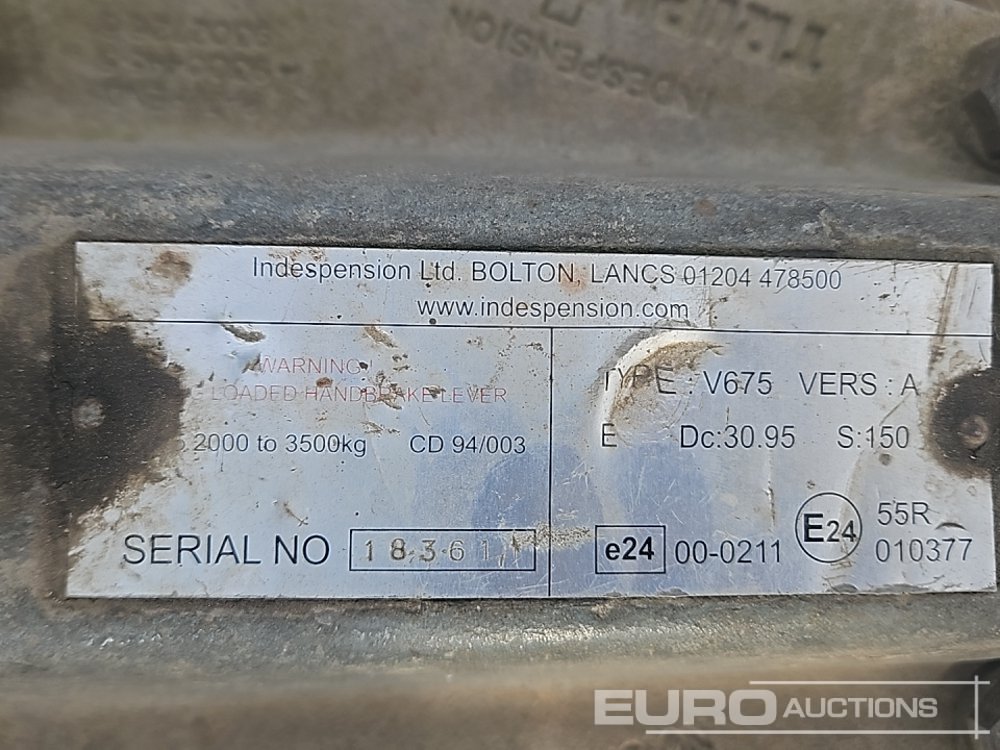 INDESPENSION
Indespension Ltd. BOLTON, LANCS 01204 478500
www.indespension.com
WARNING!
LOADED HANDBRAKE LEVER
2000 to 3500kg CD 94/003
SERIAL NO 18361
TYPE : V675 VERS : A
E Dc:30.95 S:150
e24 00-0211 E24 55R
010377
EURO AUCTIONS